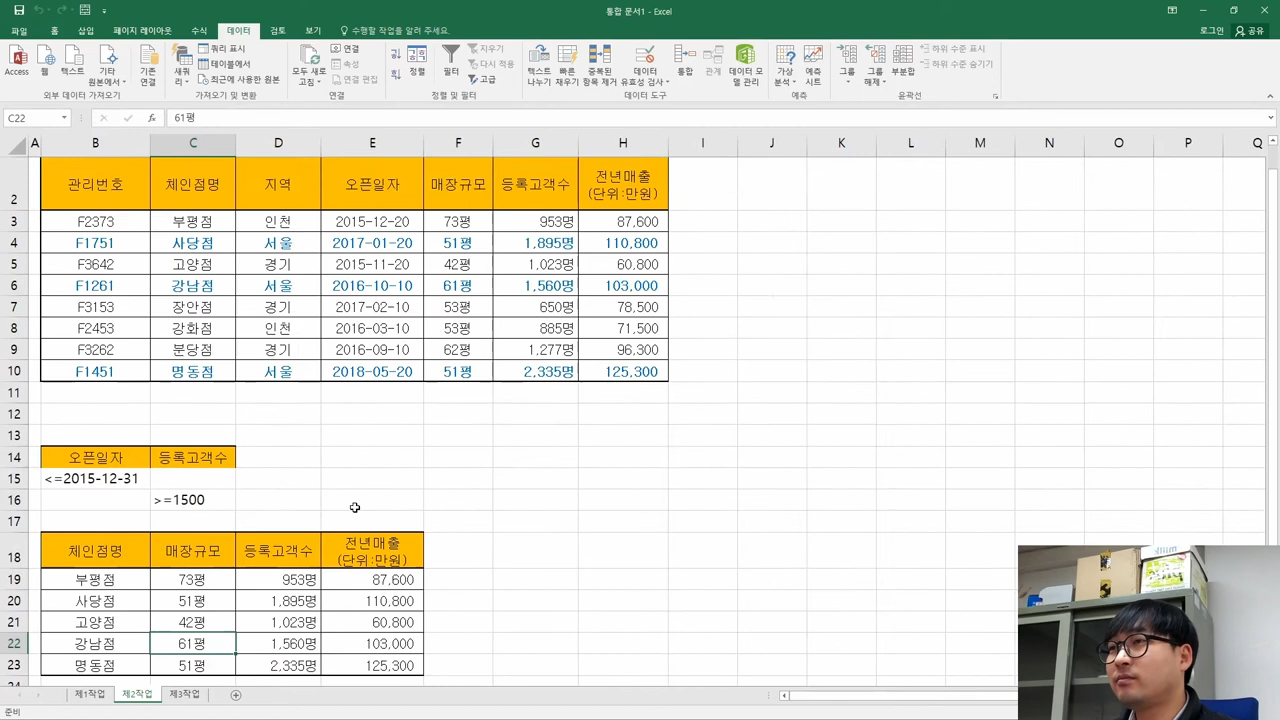 통합 문서1 - Excel
파일 홈 삽입 페이지 레이아웃 수식 데이터 검토 보기 수행할 작업을 알려 주세요. 로그인 공유
Access 웹 텍스트 기타 원본에서 기존 연결 새쿼리 쿼리 표시 테이블에서 최근에 사용한 원본 모두 새로 고침 연결 속성 연결 편집 정렬 필터 지우기 다시 적용 고급 텍스트 나누기 빠른 채우기 중복된 항목 제거 데이터 유효성 검사 통합 관계 데이터 모델 관리 가상 분석 예측 시트 그룹 그룹 해제 부분합 하위 수준 표시 하위 수준 숨기기
외부 데이터 가져오기 가져오기 및 변환 연결 정렬 및 필터 데이터 도구 예측 윤곽선
C22 fx 61평
A B C D E F G H I J K L M N O P Q
2 관리번호 체인점명 지역 오픈일자 매장규모 등록고객수 전년매출
(단위:만원)
3 F2373 부평점 인천 2015-12-20 73평 953명 87,600
4 F1751 사당점 서울 2017-01-20 51평 1,895명 110,800
5 F3642 고양점 경기 2015-11-20 42평 1,023명 60,800
6 F1261 강남점 서울 2016-10-10 61평 1,560명 103,000
7 F3153 장안점 경기 2017-02-10 53평 650명 78,500
8 F2453 강화점 인천 2016-03-10 53평 885명 71,500
9 F3262 분당점 경기 2016-09-10 62평 1,277명 96,300
10 F1451 명동점 서울 2018-05-20 51평 2,335명 125,300
11
12
13
14 오픈일자 등록고객수
15 <=2015-12-31
16 >=1500
17
18 체인점명 매장규모 등록고객수 전년매출
(단위:만원)
19 부평점 73평 953명 87,600
20 사당점 51평 1,895명 110,800
21 고양점 42평 1,023명 60,800
22 강남점 61평 1,560명 103,000
23 명동점 51평 2,335명 125,300
제1작업 제2작업 제3작업
준비